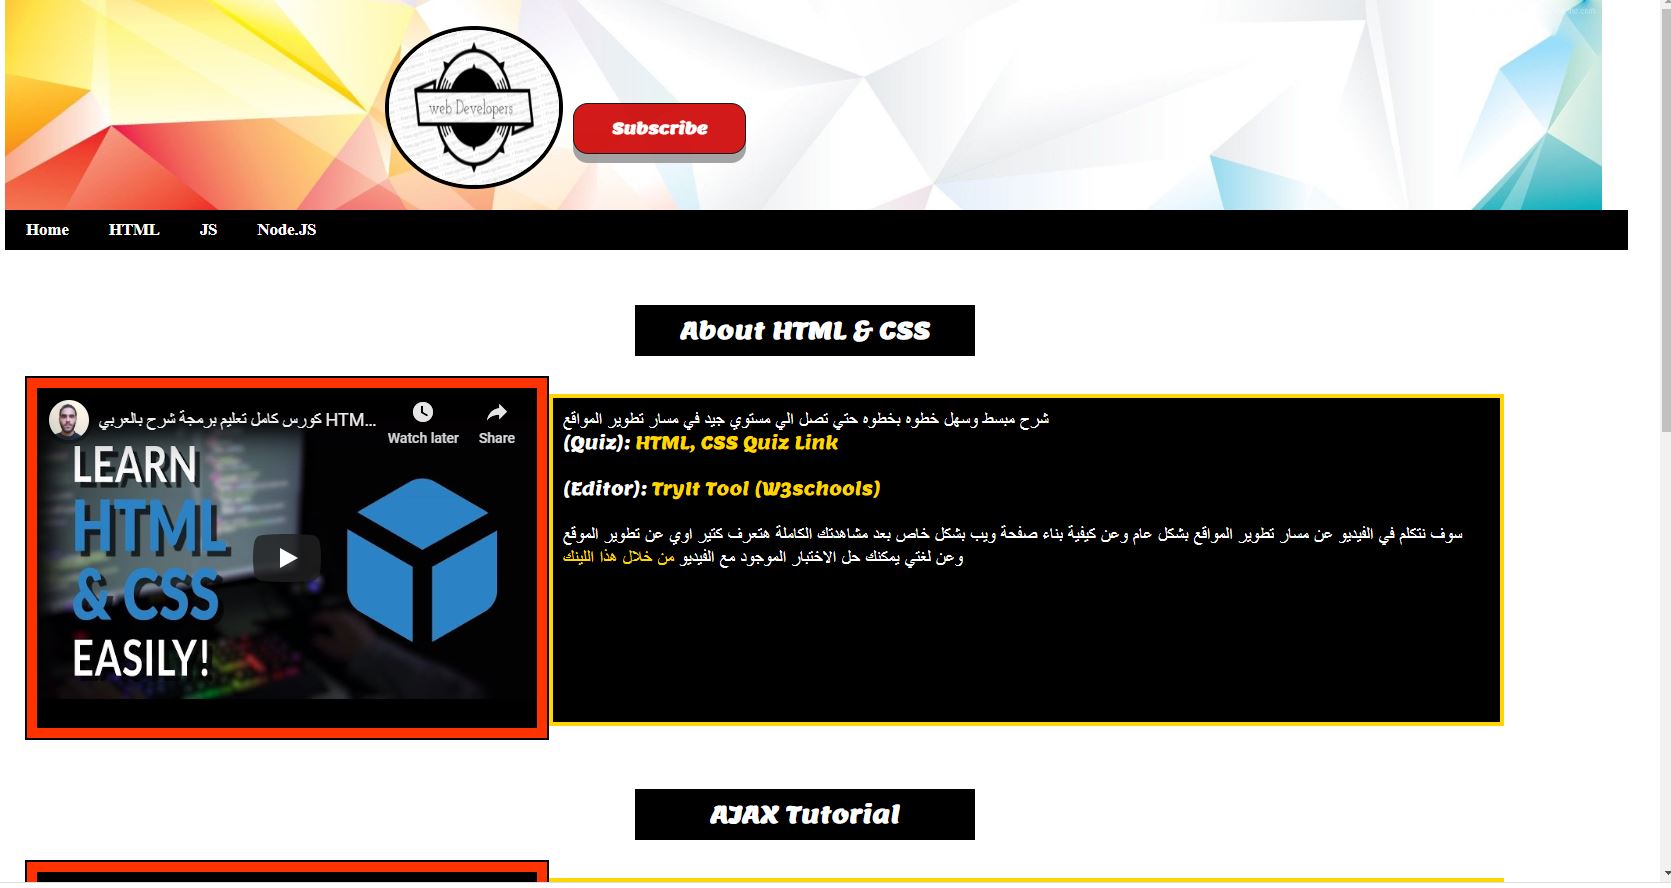 web Developers
Subscribe
Home HTML JS Node.JS
About HTML & CSS
كورس كامل تعليم برمجة شرح بالعربي HTM...
Watch later Share
LEARN
HTML
& CSS
EASILY!
شرح مبسط وسهل خطوه بخطوه حتي تصل الي مستوي جيد في مسار تطوير المواقع
(Quiz): HTML, CSS Quiz Link
(Editor): TryIt Tool (W3schools)
سوف نتكلم في الفيديو عن مسار تطوير المواقع بشكل عام وعن كيفية بناء صفحة ويب بشكل خاص بعد مشاهدتك الكاملة هتعرف كتير اوي عن تطوير الموقع
وعن لغتي يمكنك حل الاختبار الموجود مع الفيديو من خلال هذا اللينك
AJAX Tutorial